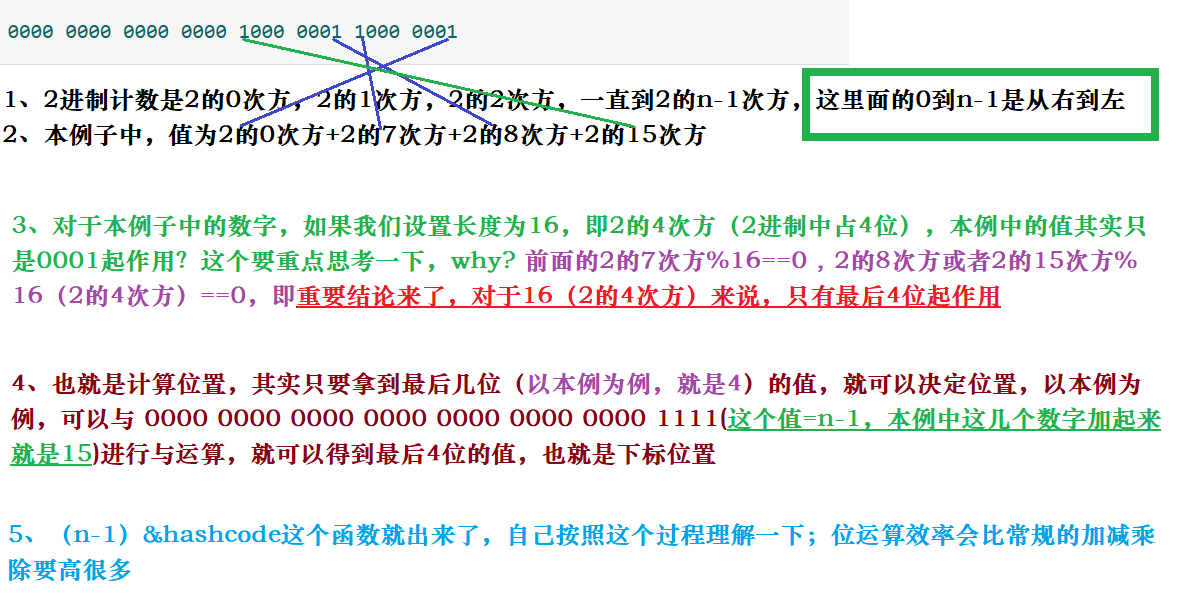 0000 0000 0000 0000 1000 0001 1000 0001
1、2进制计数是2的0次方，2的1次方，2的2次方，一直到2的n-1次方，这里面的0到n-1是从右到左
2、本例子中，值为2的0次方+2的7次方+2的8次方+2的15次方
3、对于本例子中的数字，如果我们设置长度为16，即2的4次方（2进制中占4位），本例中的值其实只
是0001起作用？这个要重点思考一下，why? 前面的2的7次方%16==0，2的8次方或者2的15次方%
16（2的4次方）==0，即重要结论来了，对于16（2的4次方）来说，只有最后4位起作用
4、也就是计算位置，其实只要拿到最后几位（以本例为例，就是4）的值，就可以决定位置，以本例为
例，可以与 0000 0000 0000 0000 0000 0000 0000 1111(这个值=n-1，本例中这几个数字加起来
就是15)进行与运算，就可以得到最后4位的值，也就是下标位置
5、（n-1）&hashcode这个函数就出来了，自己按照这个过程理解一下；位运算效率会比常规的加减乘
除要高很多